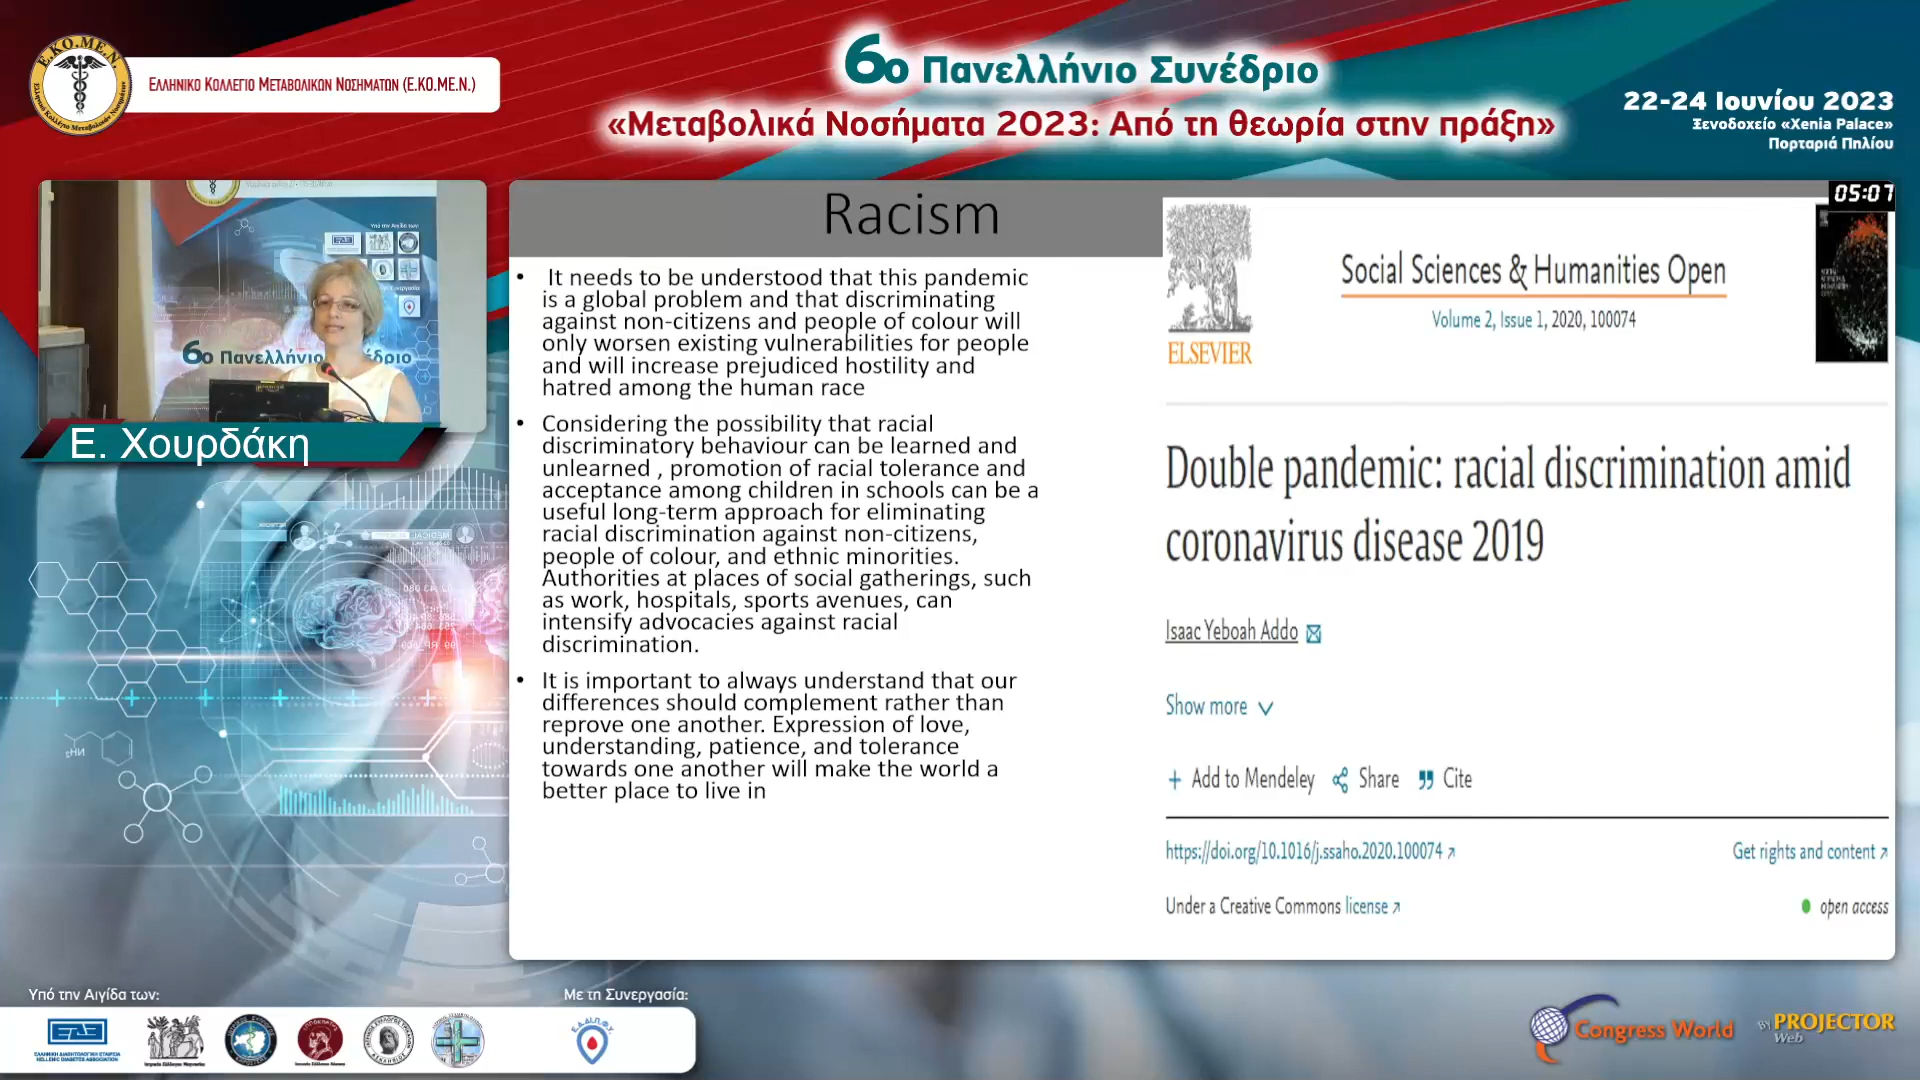 Ε.ΚΟ.ΜΕ.Ν.
ΕΛΛΗΝΙΚΟ ΚΟΛΛΕΓΙΟ ΜΕΤΑΒΟΛΙΚΩΝ ΝΟΣΗΜΑΤΩΝ (Ε.ΚΟ.ΜΕ.Ν.)
6ο Πανελλήνιο Συνέδριο
«Μεταβολικά Νοσήματα 2023: Από τη θεωρία στην πράξη»
22-24 Ιουνίου 2023
Ξενοδοχείο «Xenia Palace»
Πορταριά Πηλίου
6ο Πανελλήνιο Συνέδριο
Ε. Χουρδάκη
Racism
• It needs to be understood that this pandemic
is a global problem and that discriminating
against non-citizens and people of colour will
only worsen existing vulnerabilities for people
and will increase prejudiced hostility and
hatred among the human race
• Considering the possibility that racial
discriminatory behaviour can be learned and
unlearned , promotion of racial tolerance and
acceptance among children in schools can be a
useful long-term approach for eliminating
racial discrimination against non-citizens,
people of colour, and ethnic minorities.
Authorities at places of social gatherings, such
as work, hospitals, sports avenues, can
intensify advocacies against racial
discrimination.
• It is important to always understand that our
differences should complement rather than
reprove one another. Expression of love,
understanding, patience, and tolerance
towards one another will make the world a
better place to live in
05:07
ELSEVIER
Social Sciences & Humanities Open
Volume 2, Issue 1, 2020, 100074
Double pandemic: racial discrimination amid
coronavirus disease 2019
Isaac Yeboah Addo
Show more
+ Add to Mendeley Share Cite
https://doi.org/10.1016/j.ssaho.2020.100074
Get rights and content
Under a Creative Commons license
open access
Υπό την Αιγίδα των:
Με τη Συνεργασία:
ΕΔΕ
Congress World
BY PROJECTOR
Web